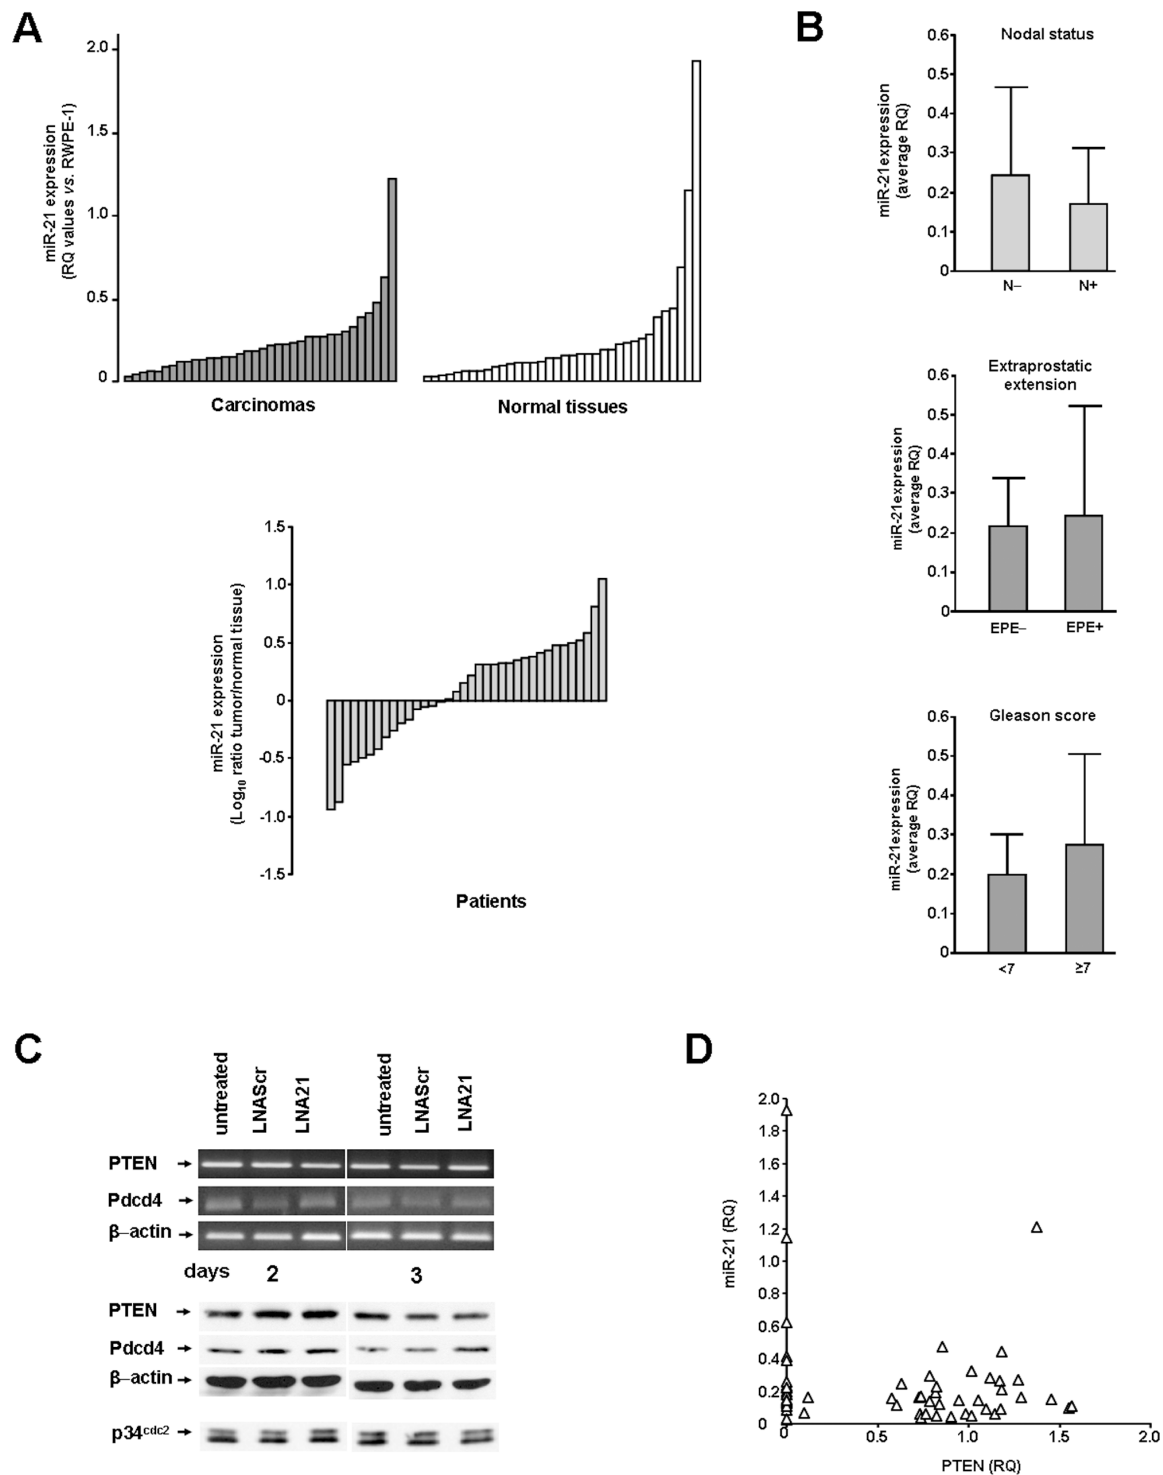 A
miR-21 expression
(RQ values vs. RWPE-1)
2.0
1.5
1.0
0.5
0
Carcinomas
Normal tissues
miR-21 expression
(Log10 ratio tumor/normal tissue)
1.5
1.0
0.5
0
-0.5
-1.0
-1.5
Patients
B
Nodal status
miR-21expression
(average RQ)
0.6
0.5
0.4
0.3
0.2
0.1
0
N–
N+
Extraprostatic
extension
miR-21expression
(average RQ)
0.6
0.5
0.4
0.3
0.2
0.1
0
EPE–
EPE+
Gleason score
miR-21expression
(average RQ)
0.6
0.5
0.4
0.3
0.2
0.1
0
<7
≥7
C
untreated
LNAScr
LNA21
untreated
LNAScr
LNA21
PTEN
Pdcd4
β–actin
days 2 3
PTEN
Pdcd4
β–actin
p34cdc2
D
miR-21 (RQ)
2.0
1.8
1.6
1.4
1.2
1.0
0.8
0.6
0.4
0.2
0
0 0.5 1.0 1.5 2.0
PTEN (RQ)